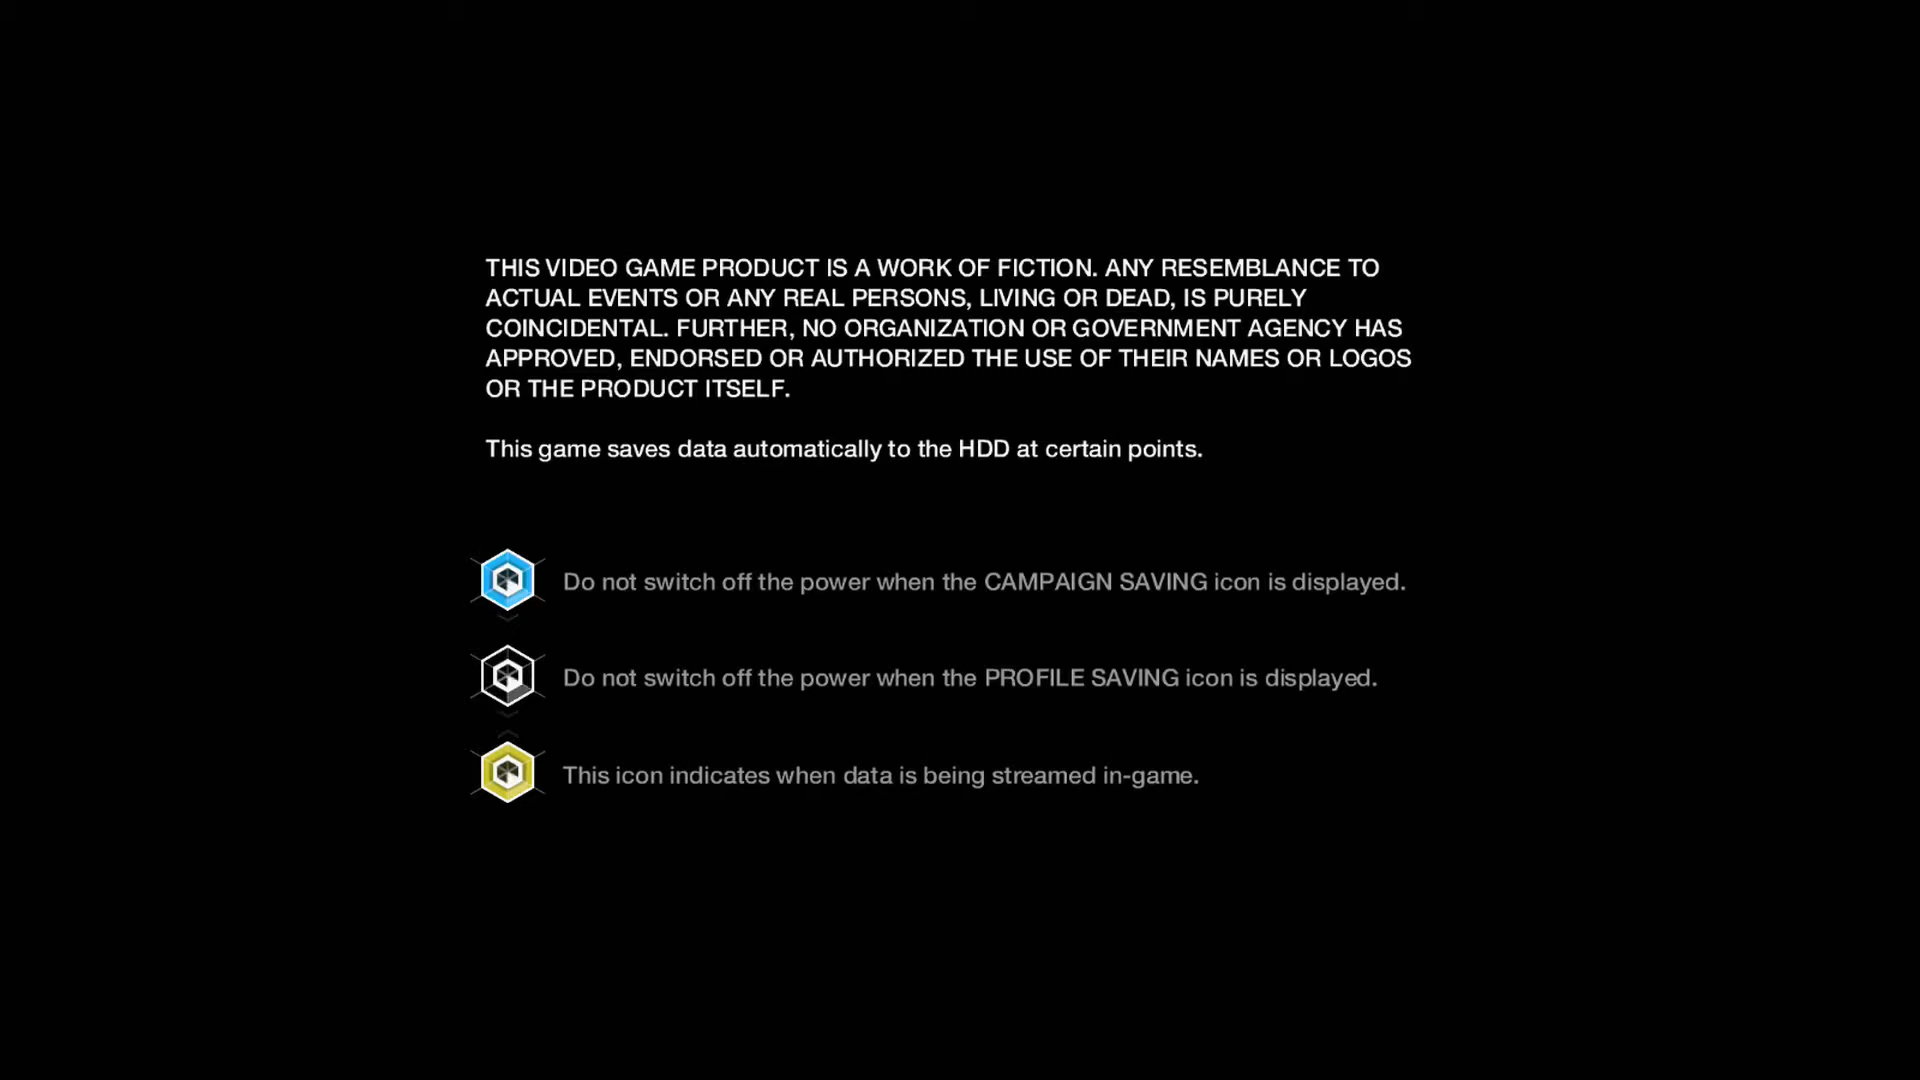 THIS VIDEO GAME PRODUCT IS A WORK OF FICTION. ANY RESEMBLANCE TO
ACTUAL EVENTS OR ANY REAL PERSONS, LIVING OR DEAD, IS PURELY
COINCIDENTAL. FURTHER, NO ORGANIZATION OR GOVERNMENT AGENCY HAS
APPROVED, ENDORSED OR AUTHORIZED THE USE OF THEIR NAMES OR LOGOS
OR THE PRODUCT ITSELF.
This game saves data automatically to the HDD at certain points.
Do not switch off the power when the CAMPAIGN SAVING icon is displayed.
Do not switch off the power when the PROFILE SAVING icon is displayed.
This icon indicates when data is being streamed in-game.